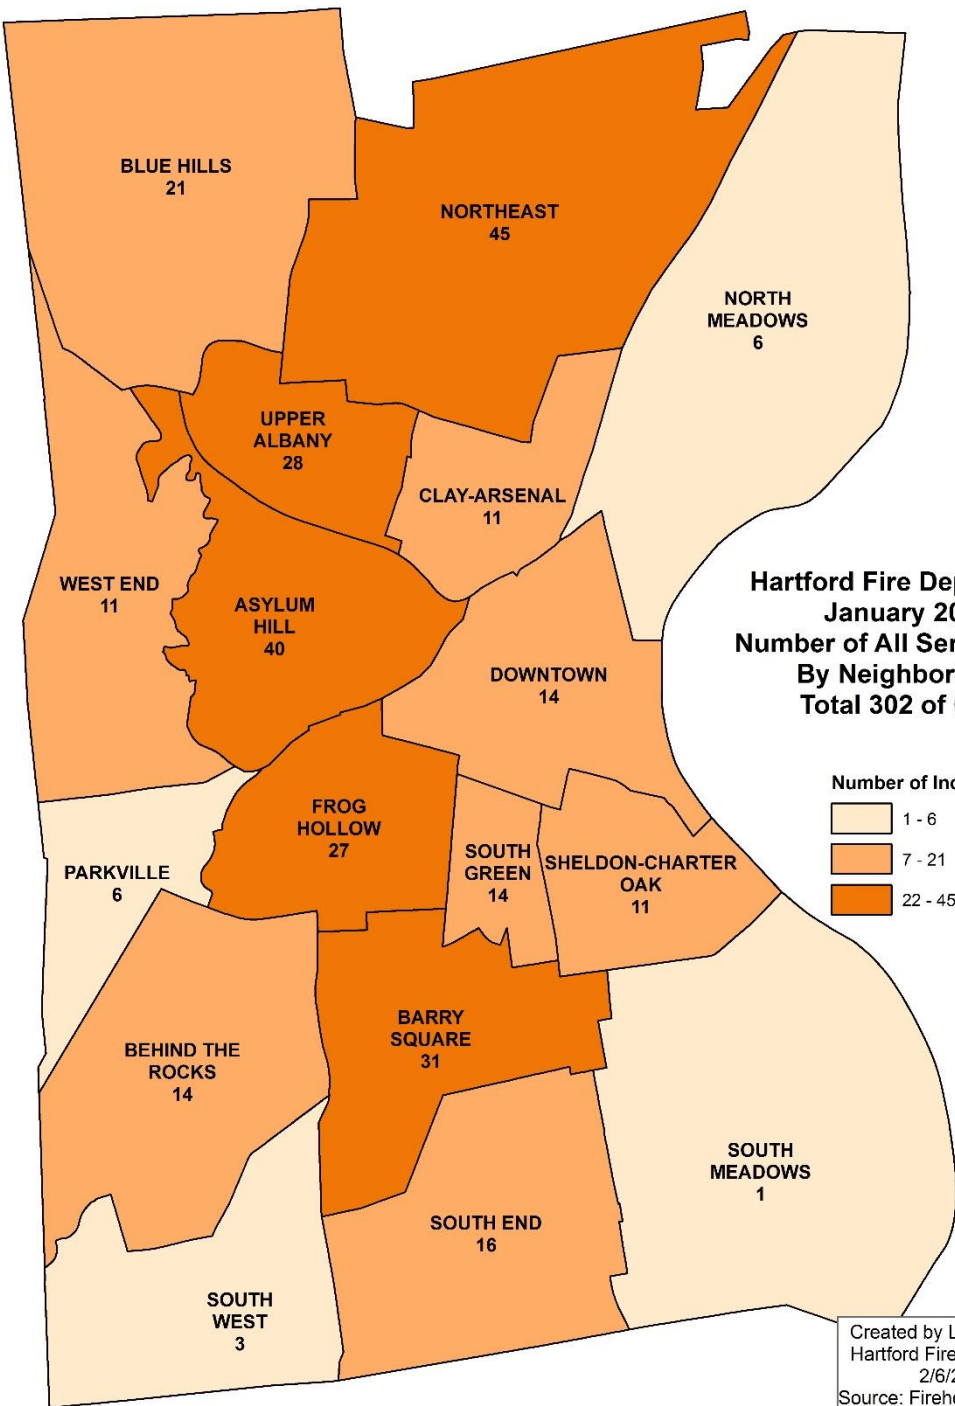 BLUE HILLS
21
NORTHEAST
45
NORTH
MEADOWS
6
UPPER
ALBANY
28
CLAY-ARSENAL
11
WEST END
11
ASYLUM
HILL
40
DOWNTOWN
14
Hartford Fire
January
Number of All
By
Total 302 of
Number of
1 - 6
7 - 21
22 - 45
FROG
HOLLOW
27
SOUTH
GREEN
14
SHELDON-CHARTER
OAK
11
PARKVILLE
6
BARRY
SQUARE
31
BEHIND THE
ROCKS
14
SOUTH
MEADOWS
1
SOUTH END
16
SOUTH
WEST
3
Created by
Hartford Fire
2/6/
Source: